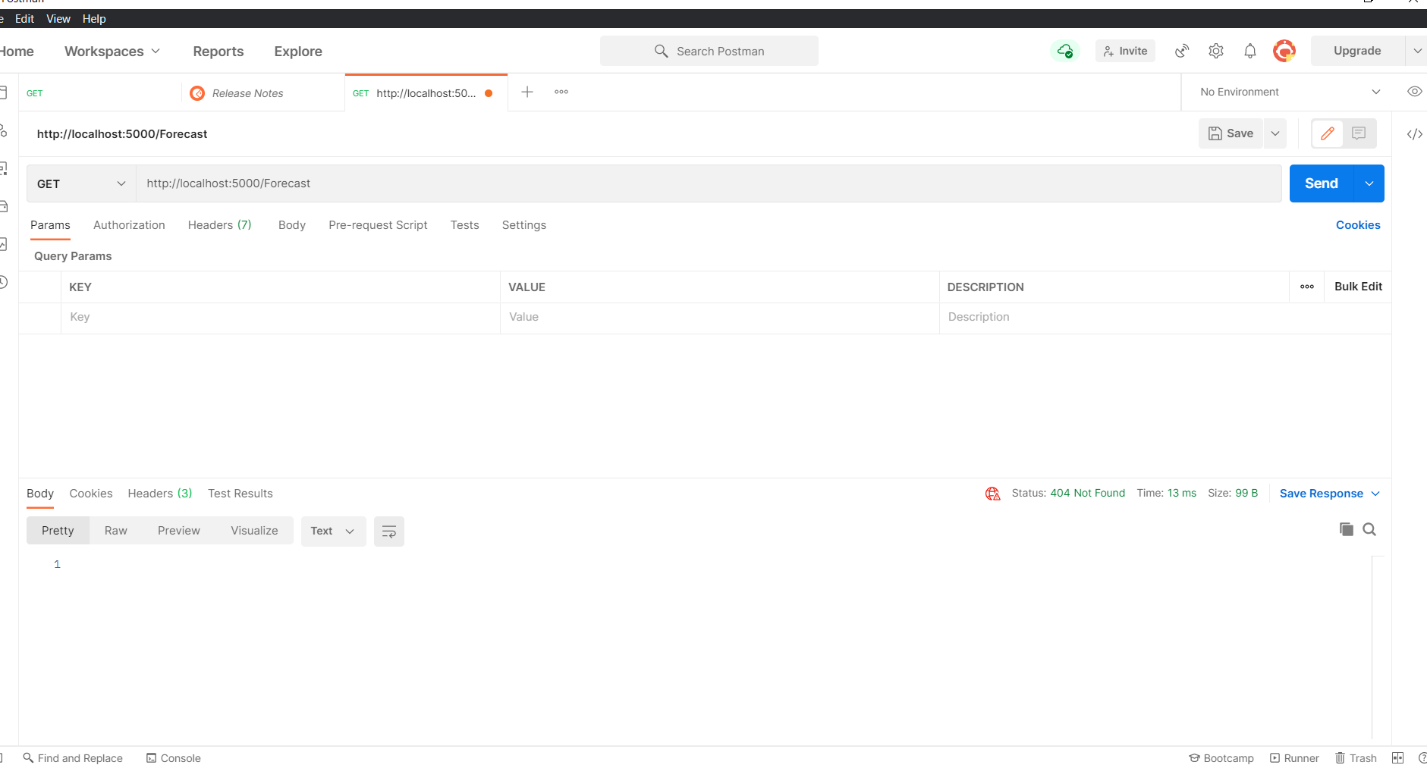 Edit View Help
Home Workspaces Reports Explore Search Postman Invite Upgrade
GET Release Notes GET http://localhost:50... No Environment
http://localhost:5000/Forecast Save
GET http://localhost:5000/Forecast Send
Params Authorization Headers (7) Body Pre-request Script Tests Settings Cookies
Query Params
KEY VALUE DESCRIPTION Bulk Edit
Key Value Description
Body Cookies Headers (3) Test Results Status: 404 Not Found Time: 13 ms Size: 99 B Save Response
Pretty Raw Preview Visualize Text
1
Find and Replace Console Bootcamp Runner Trash